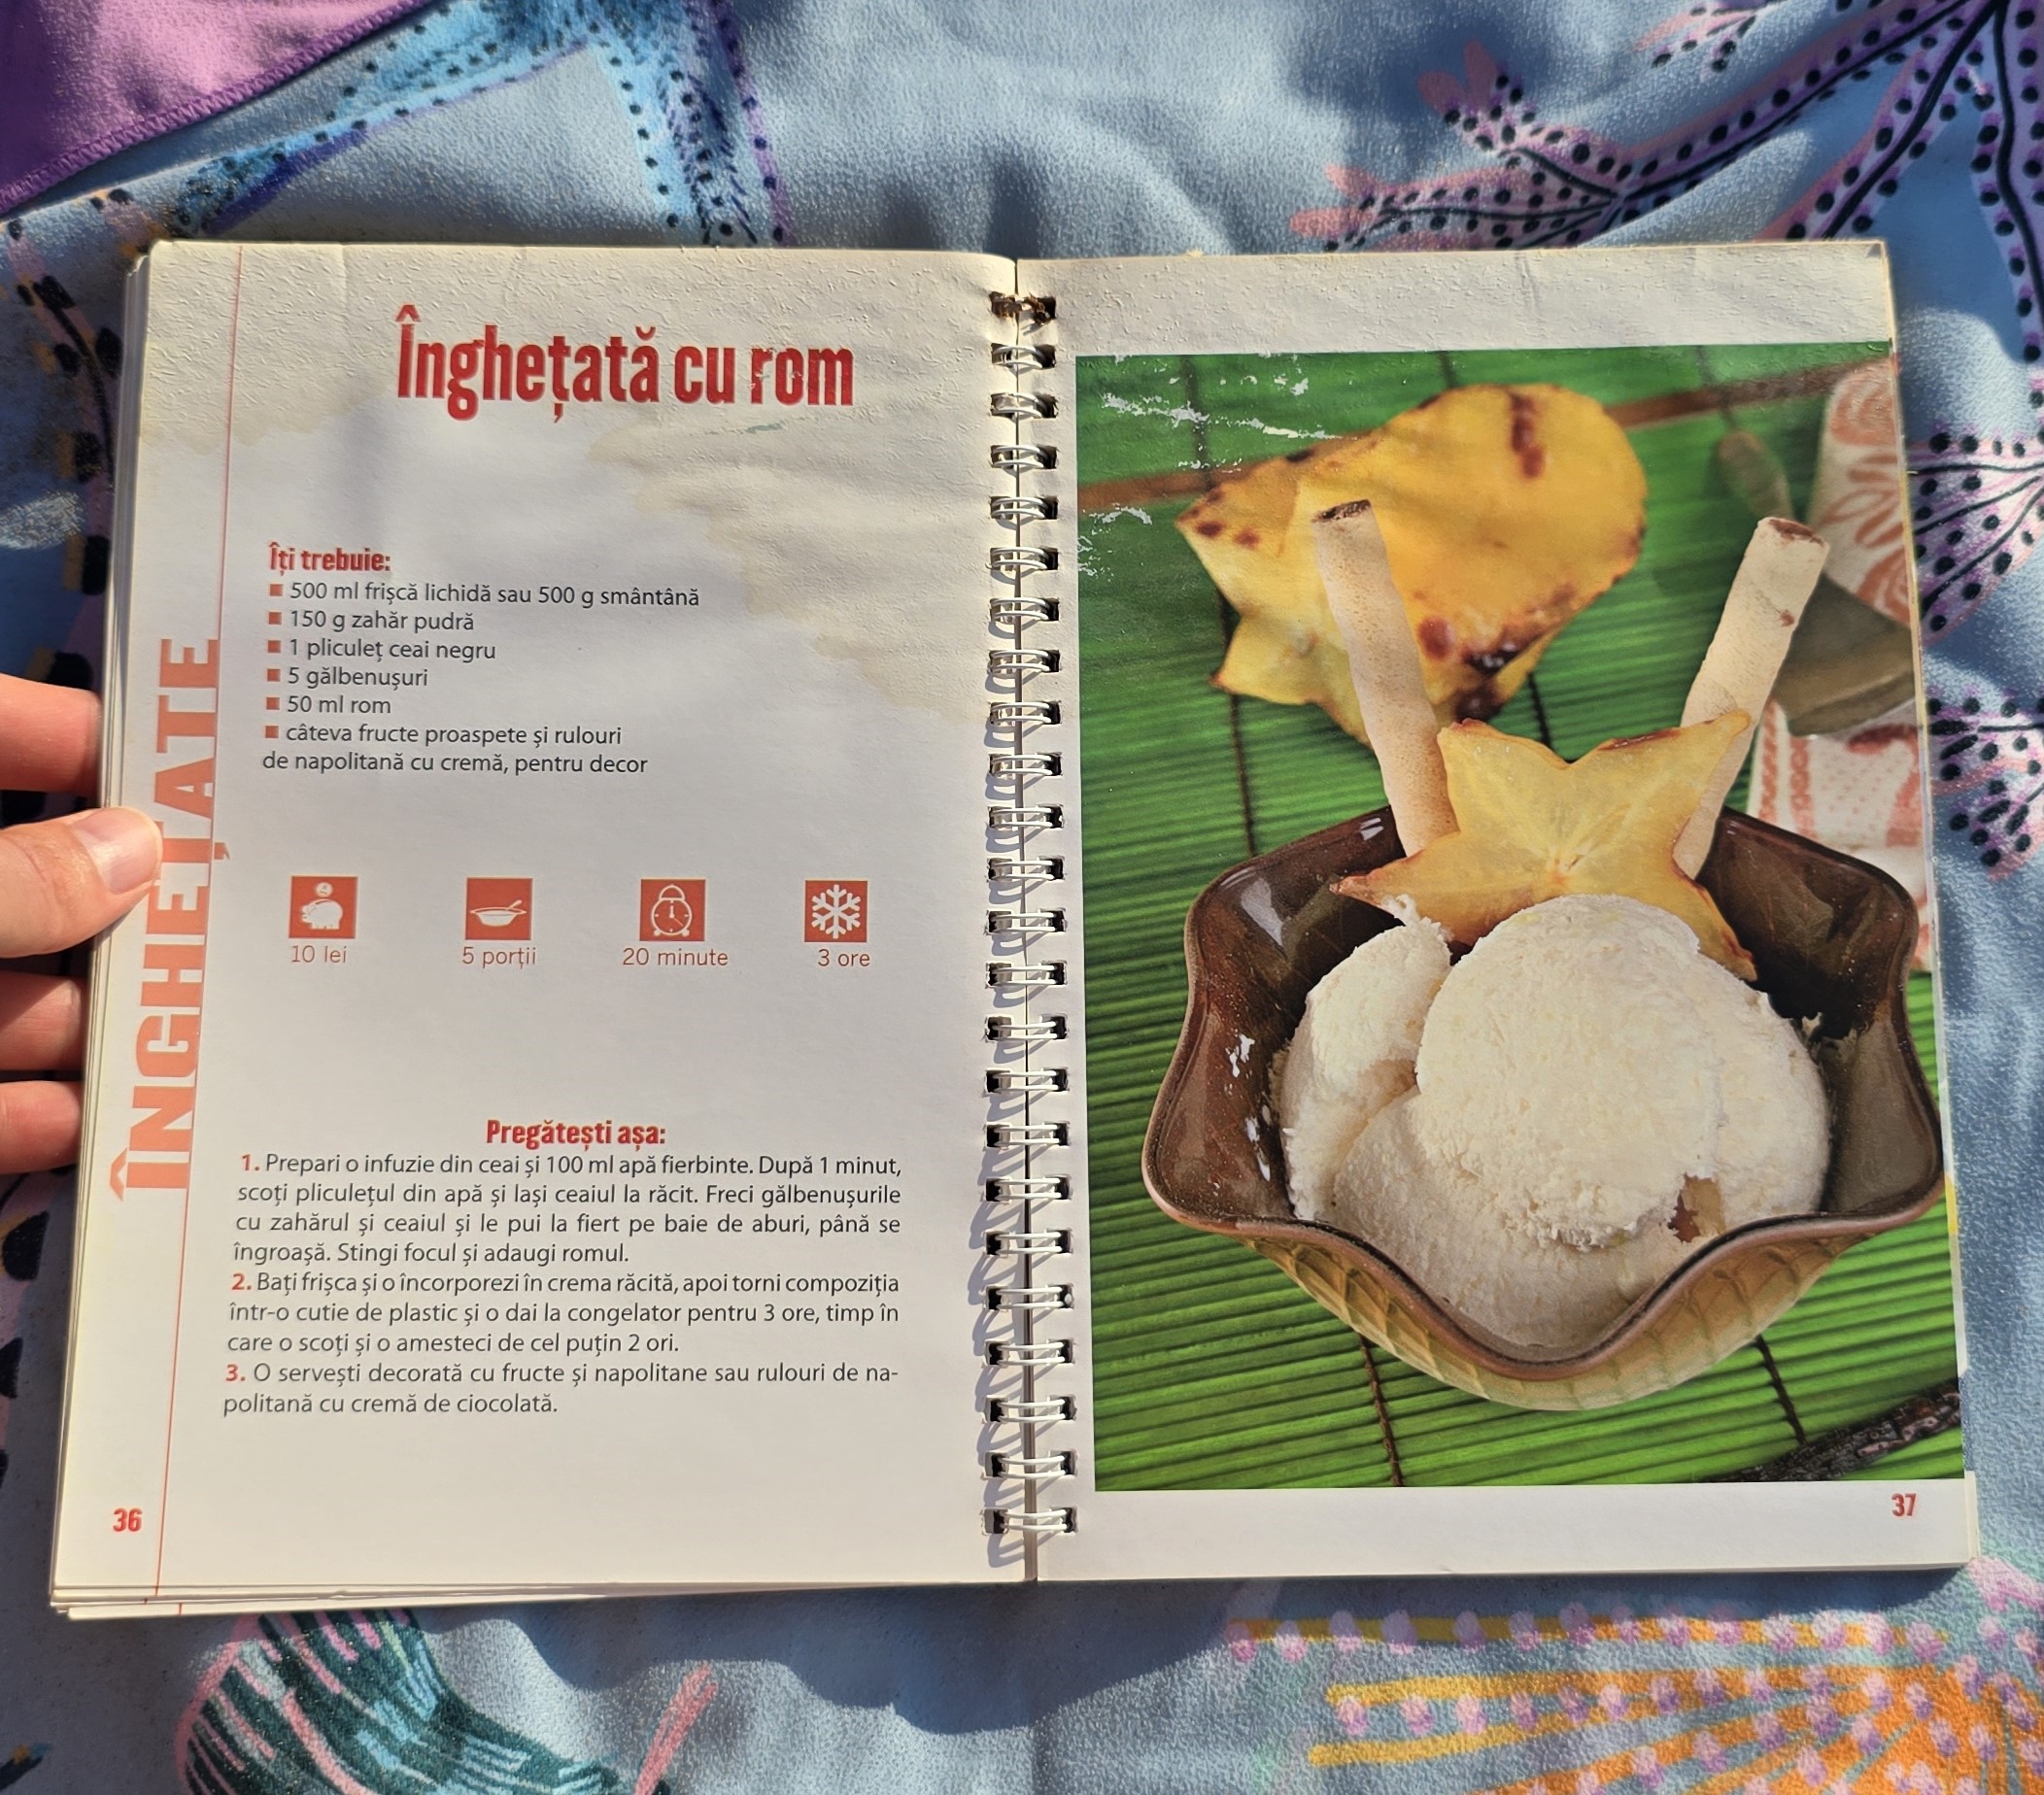 Înghețată cu rom
Îți trebuie:
■ 500 ml frișcă lichidă sau 500 g smântână
■ 150 g zahăr pudră
■ 1 pliculeț ceai negru
■ 5 gălbenușuri
■ 50 ml rom
■ câteva fructe proaspete și rulouri
de napolitană cu cremă, pentru decor
10 lei
5 porții
20 minute
3 ore
ÎNGHEȚATE
Pregătești așa:
1. Prepari o infuzie din ceai și 100 ml apă fierbinte. După 1 minut,
scoți pliculețul din apă și lași ceaiul la răcit. Freci gălbenușurile
cu zahărul și ceaiul și le pui la fiert pe baie de aburi, până se
îngroașă. Stingi focul și adaugi romul.
2. Bați frișca și o încorporezi în crema răcită, apoi torni compoziția
într-o cutie de plastic și o dai la congelator pentru 3 ore, timp în
care o scoți și o amesteci de cel puțin 2 ori.
3. O servești decorată cu fructe și napolitane sau rulouri de na-
politană cu cremă de ciocolată.
36
37